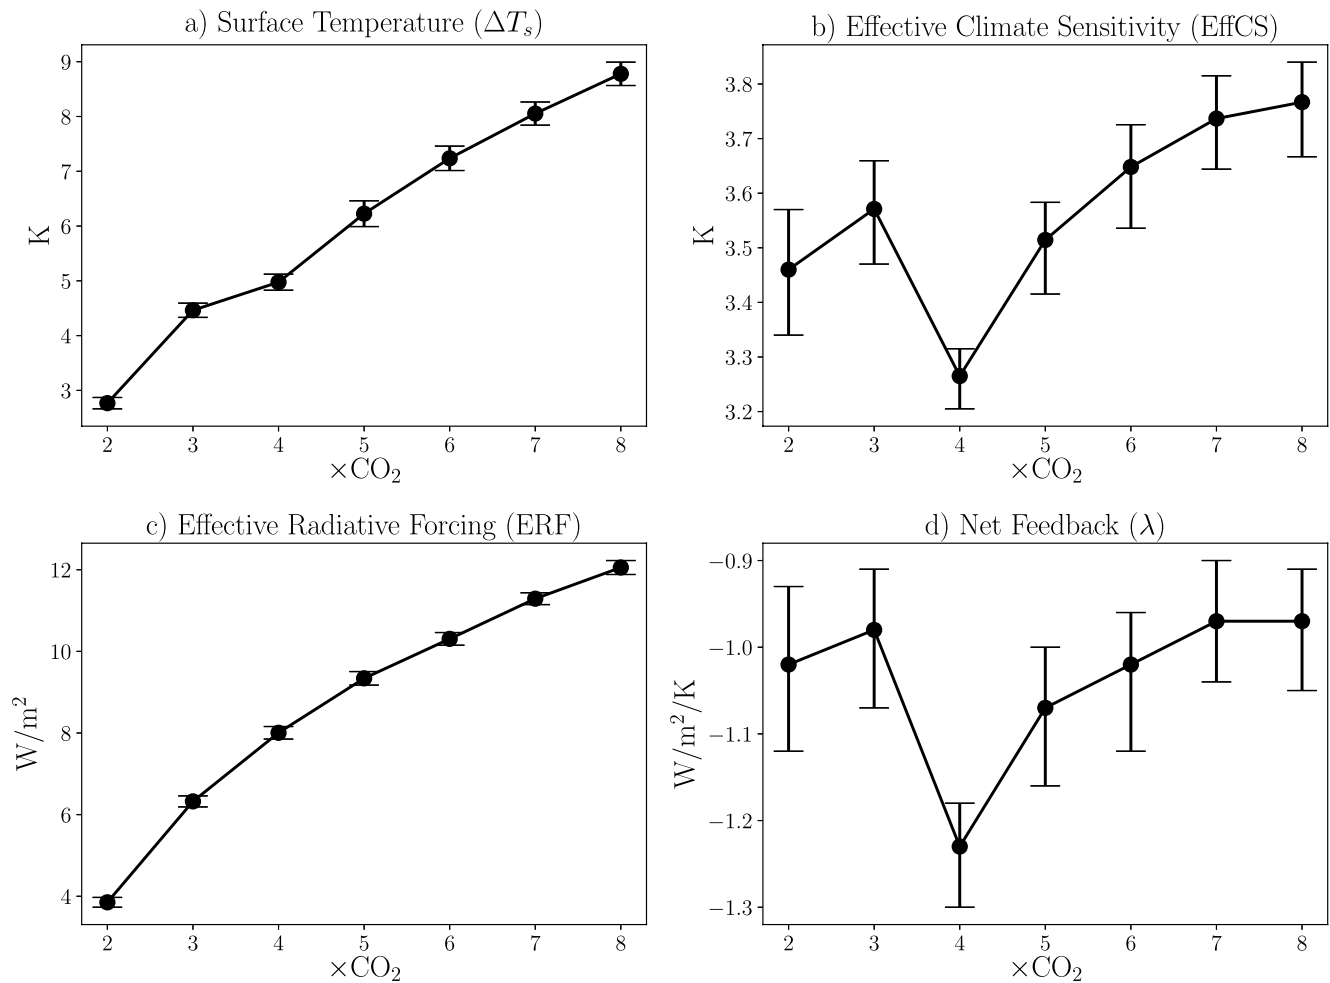 a) Surface Temperature (ΔTₛ)
9
8
7
6
5
4
3
K
2 3 4 5 6 7 8
×CO₂
b) Effective Climate Sensitivity (EffCS)
3.8
3.7
3.6
3.5
3.4
3.3
3.2
K
2 3 4 5 6 7 8
×CO₂
c) Effective Radiative Forcing (ERF)
12
10
8
6
4
W/m²
2 3 4 5 6 7 8
×CO₂
d) Net Feedback (λ)
−0.9
−1.0
−1.1
−1.2
−1.3
W/m²/K
2 3 4 5 6 7 8
×CO₂